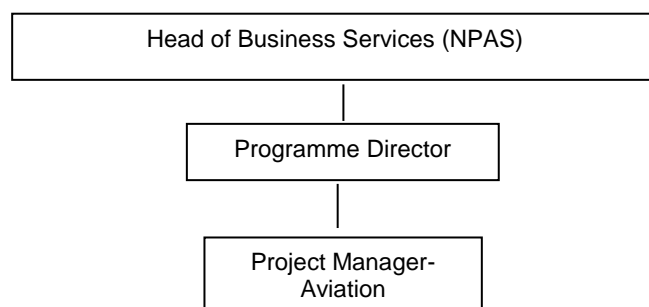 Head of Business Services (NPAS)
Programme Director
Project Manager-
Aviation